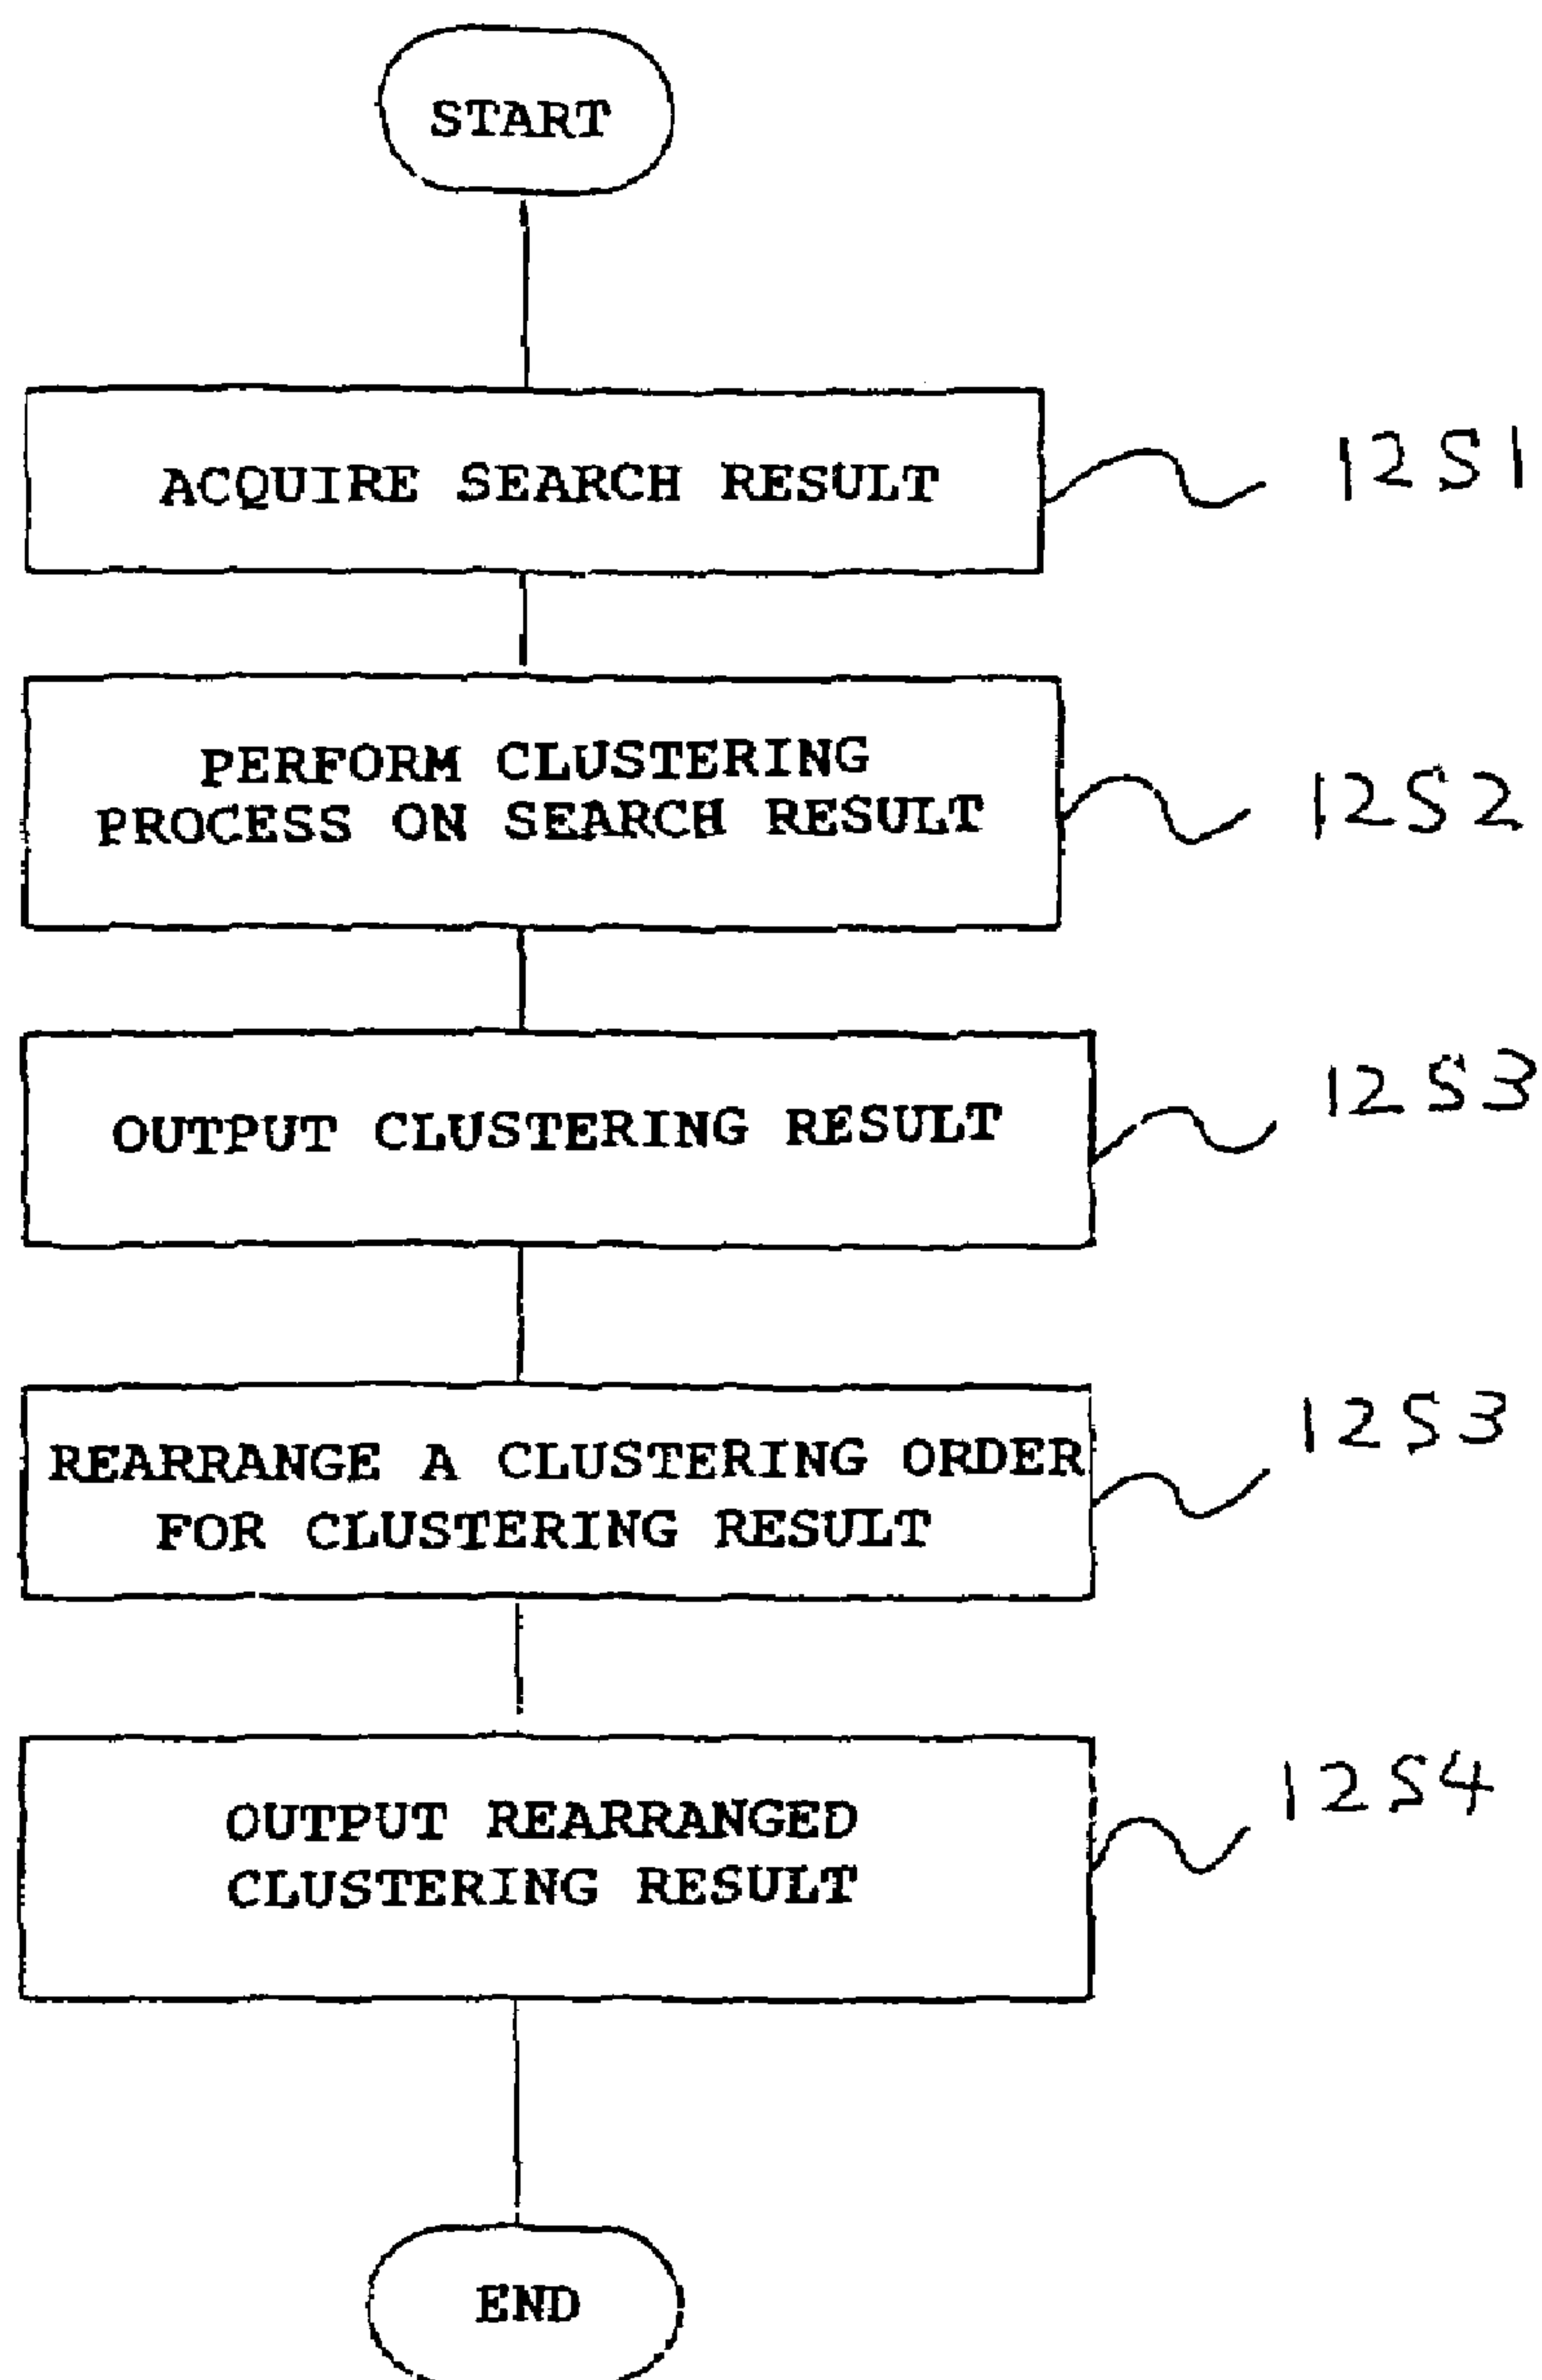 START
ACQUIRE SEARCH RESULT
12S1
PERFORM CLUSTERING
PROCESS ON SEARCH RESULT
12S2
OUTPUT CLUSTERING RESULT
12S3
REARRANGE A CLUSTERING ORDER
FOR CLUSTERING RESULT
12S3
OUTPUT REARRANGED
CLUSTERING RESULT
12S4
END